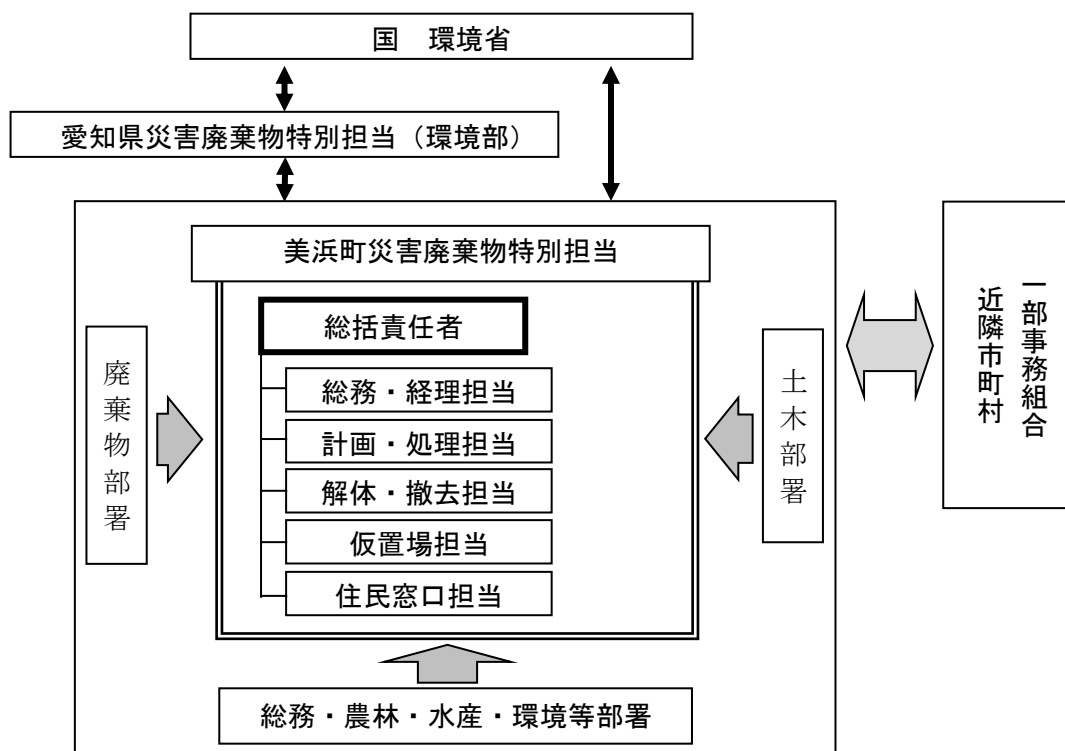 国　環境省
愛知県災害廃棄物特別担当（環境部）
美浜町災害廃棄物特別担当
総括責任者
総務・経理担当
計画・処理担当
解体・撤去担当
仮置場担当
住民窓口担当
廃棄物部署
土木部署
総務・農林・水産・環境等部署
一部事務組合
近隣市町村